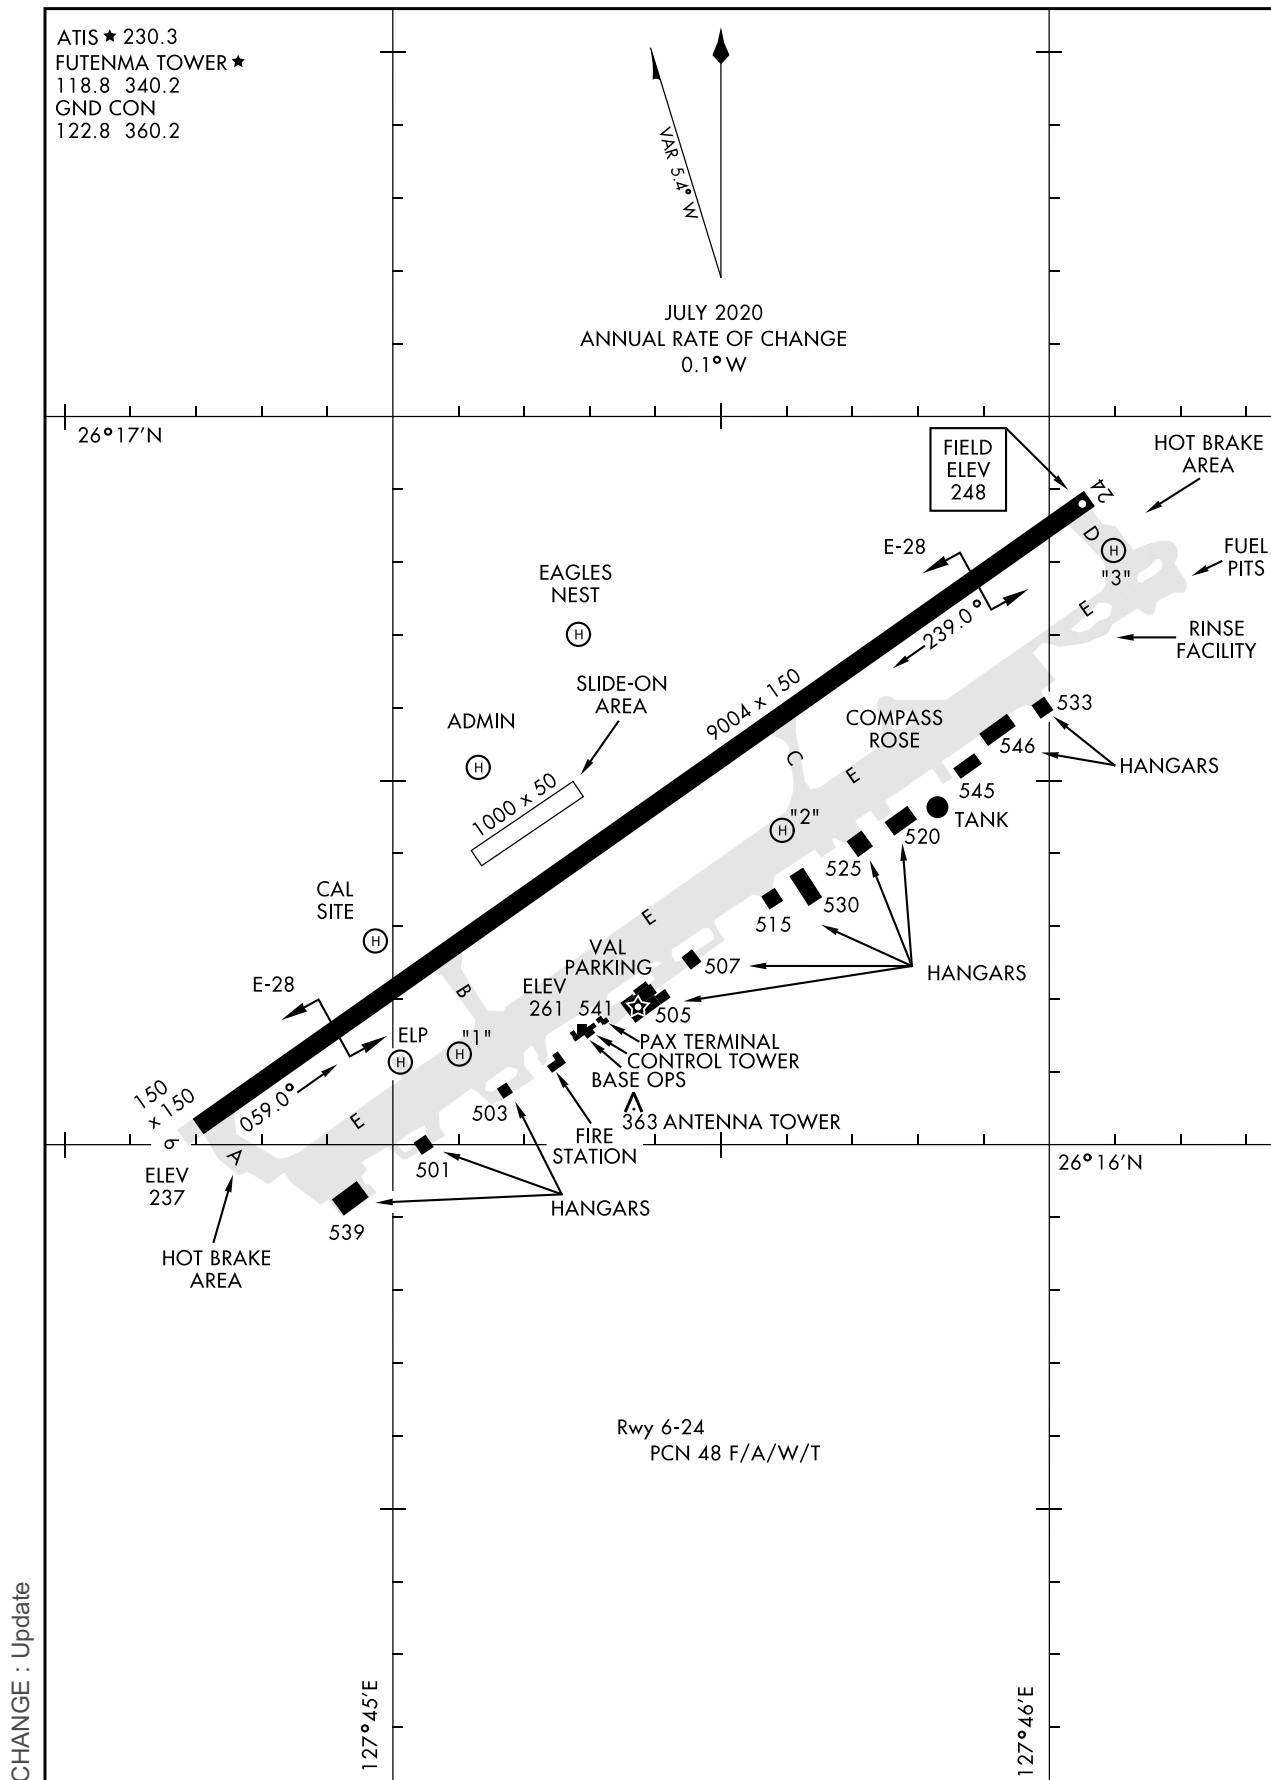 ATIS ★ 230.3
FUTENMA TOWER ★
118.8 340.2
GND CON
122.8 360.2
VAR 5.4° W
JULY 2020
ANNUAL RATE OF CHANGE
0.1° W
26°17'N
FIELD
ELEV
248
24
HOT BRAKE
AREA
D
H
"3"
FUEL
PITS
E-28
E
RINSE
FACILITY
239.0°
EAGLES
NEST
H
SLIDE-ON
AREA
ADMIN
H
1000 x 50
9004 x 150
COMPASS
ROSE
533
546
HANGARS
545
C
E
TANK
520
"2"
H
525
530
515
HANGARS
CAL
SITE
H
E
VAL
PARKING
507
ELEV
261
541
505
PAX TERMINAL
CONTROL TOWER
BASE OPS
363 ANTENNA TOWER
E-28
B
ELP
H
"1"
H
150
x 150
059.0°
6
E
A
503
FIRE
STATION
501
26°16'N
ELEV
237
539
HANGARS
HOT BRAKE
AREA
Rwy 6-24
PCN 48 F/A/W/T
127°45'E
127°46'E
CHANGE : Update